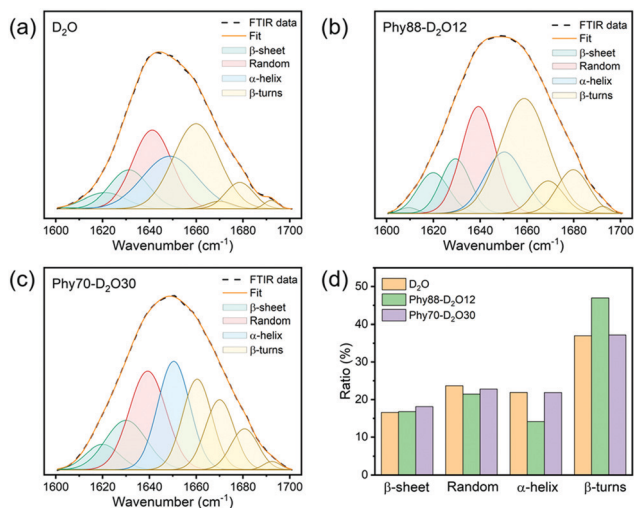 (a)
D₂O
FTIR data
Fit
β-sheet
Random
α-helix
β-turns
1600 1620 1640 1660 1680 1700
Wavenumber (cm⁻¹)
(b)
Phy88-D₂O12
FTIR data
Fit
β-sheet
Random
α-helix
β-turns
1600 1620 1640 1660 1680 1700
Wavenumber (cm⁻¹)
(c)
Phy70-D₂O30
FTIR data
Fit
β-sheet
Random
α-helix
β-turns
1600 1620 1640 1660 1680 1700
Wavenumber (cm⁻¹)
(d)
D₂O
Phy88-D₂O12
Phy70-D₂O30
Ratio (%)
50
40
30
20
10
0
β-sheet Random α-helix β-turns